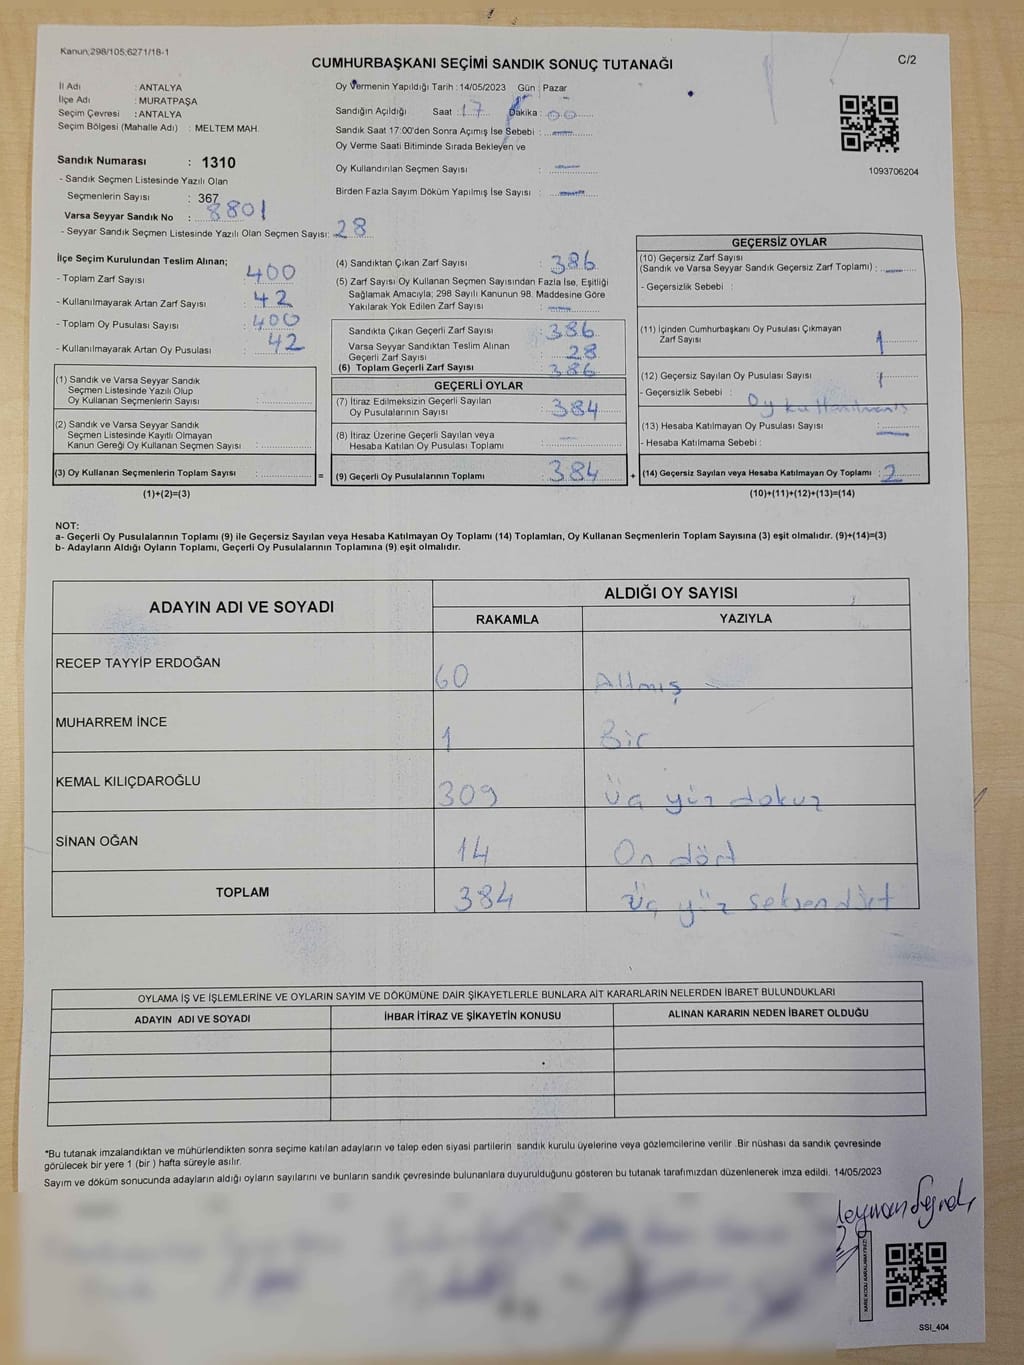 Kanun;298/105;6271/18-1
CUMHURBAŞKANI SEÇİMİ SANDIK SONUÇ TUTANAĞI
C/2
İl Adı : ANTALYA
İlçe Adı : MURATPAŞA
Seçim Çevresi : ANTALYA
Seçim Bölgesi (Mahalle Adı) : MELTEM MAH.
Sandık Numarası : 1310
- Sandık Seçmen Listesinde Yazılı Olan
Seçmenlerin Sayısı : 367
Varsa Seyyar Sandık No : 8801
- Seyyar Sandık Seçmen Listesinde Yazılı Olan Seçmen Sayısı: 28
Oy Vermenin Yapıldığı Tarih : 14/05/2023 Gün : Pazar
Sandığın Açıldığı Saat : 17 Dakika : 00
Sandık Saat 17:00'den Sonra Açımış İse Sebebi : —
Oy Verme Saati Bitiminde Sırada Bekleyen ve
Oy Kullandırılan Seçmen Sayısı : —
Birden Fazla Sayım Döküm Yapılmış İse Sayısı : —
1093706204
İlçe Seçim Kurulundan Teslim Alınan;
- Toplam Zarf Sayısı : 400
- Kullanılmayarak Artan Zarf Sayısı : 42
- Toplam Oy Pusulası Sayısı : 400
- Kullanılmayarak Artan Oy Pusulası : 42
(1) Sandık ve Varsa Seyyar Sandık
Seçmen Listesinde Yazılı Olup
Oy Kullanan Seçmenlerin Sayısı :
(2) Sandık ve Varsa Seyyar Sandık
Seçmen Listesinde Kayıtlı Olmayan
Kanun Gereği Oy Kullanan Seçmen Sayısı :
(3) Oy Kullanan Seçmenlerin Toplam Sayısı : =
(1)+(2)=(3)
(4) Sandıktan Çıkan Zarf Sayısı : 386
(5) Zarf Sayısı Oy Kullanan Seçmen Sayısından Fazla İse, Eşitliği
Sağlamak Amacıyla; 298 Sayılı Kanunun 98. Maddesine Göre
Yakılarak Yok Edilen Zarf Sayısı : —
Sandıkta Çıkan Geçerli Zarf Sayısı : 386
Varsa Seyyar Sandıktan Teslim Alınan
Geçerli Zarf Sayısı : 28
(6) Toplam Geçerli Zarf Sayısı : 386
GEÇERLİ OYLAR
(7) İtiraz Edilmeksizin Geçerli Sayılan
Oy Pusulalarının Sayısı : 384
(8) İtiraz Üzerine Geçerli Sayılan veya
Hesaba Katılan Oy Pusulası Toplamı : —
(9) Geçerli Oy Pusulalarının Toplamı : 384 +
GEÇERSİZ OYLAR
(10) Geçersiz Zarf Sayısı
(Sandık ve Varsa Seyyar Sandık Geçersiz Zarf Toplamı) : —
- Geçersizlik Sebebi :
(11) İçinden Cumhurbaşkanı Oy Pusulası Çıkmayan
Zarf Sayısı : 1
(12) Geçersiz Sayılan Oy Pusulası Sayısı : 1
- Geçersizlik Sebebi : Oy kullanılmamış
(13) Hesaba Katılmayan Oy Pusulası Sayısı : —
- Hesaba Katılmama Sebebi :
(14) Geçersiz Sayılan veya Hesaba Katılmayan Oy Toplamı : 2
(10)+(11)+(12)+(13)=(14)
NOT:
a- Geçerli Oy Pusulalarının Toplamı (9) ile Geçersiz Sayılan veya Hesaba Katılmayan Oy Toplamı (14) Toplamları, Oy Kullanan Seçmenlerin Toplam Sayısına (3) eşit olmalıdır. (9)+(14)=(3)
b- Adayların Aldığı Oyların Toplamı, Geçerli Oy Pusulalarının Toplamına (9) eşit olmalıdır.
ADAYIN ADI VE SOYADI
ALDIĞI OY SAYISI
RAKAMLA YAZIYLA
RECEP TAYYİP ERDOĞAN 60 Altmış
MUHARREM İNCE 1 Bir
KEMAL KILIÇDAROĞLU 309 Üç yüz dokuz
SİNAN OĞAN 14 On dört
TOPLAM 384 Üç yüz seksen dört
OYLAMA İŞ VE İŞLEMLERİNE VE OYLARIN SAYIM VE DÖKÜMÜNE DAİR ŞİKAYETLERLE BUNLARA AİT KARARLARIN NELERDEN İBARET BULUNDUKLARI
ADAYIN ADI VE SOYADI İHBAR İTİRAZ VE ŞİKAYETİN KONUSU ALINAN KARARIN NEDEN İBARET OLDUĞU
*Bu tutanak imzalandıktan ve mühürlendikten sonra seçime katılan adayların ve talep eden siyasi partilerin sandık kurulu üyelerine veya gözlemcilerine verilir .Bir nüshası da sandık çevresinde
görülecek bir yere 1 (bir ) hafta süreyle asılır.
Sayım ve döküm sonucunda adayların aldığı oyların sayılarını ve bunların sandık çevresinde bulunanlara duyurulduğunu gösteren bu tutanak tarafımızdan düzenlenerek imza edildi. 14/05/2023
KARE KODU KARALAMAYINIZ!
SSI_404